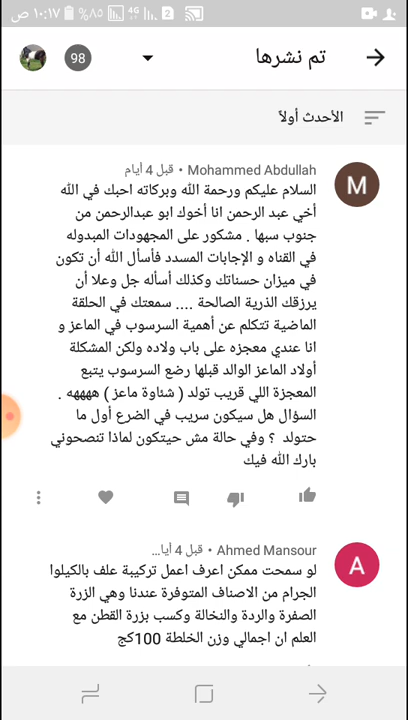 ١٠:١٧ ص ٨٥% 4G 2
تم نشرها
98
الأحدث أولاً
Mohammed Abdullah • قبل 4 أيام
السلام عليكم ورحمة الله وبركاته احبك في الله
أخي عبد الرحمن انا أخوك ابو عبدالرحمن من
جنوب سبها . مشكور على المجهودات المبدوله
في القناه و الإجابات المسدد فأسأل الله أن تكون
في ميزان حسناتك وكذلك أسأله جل وعلا أن
يرزقك الذرية الصالحة .... سمعتك في الحلقة
الماضية تتكلم عن أهمية السرسوب في الماعز و
انا عندي معجزه على باب ولاده ولكن المشكلة
أولاد الماعز الوالد قبلها رضع السرسوب يتبع
المعجزة اللي قريب تولد ( شئاوة ماعز ) هههه .
السؤال هل سيكون سريب في الضرع أول ما
حتولد ؟ وفي حالة مش حيتكون لماذا تنصحوني
بارك الله فيك
M
Ahmed Mansour • قبل 4 أيا...
لو سمحت ممكن اعرف اعمل تركيبة علف بالكيلوا
الجرام من الاصناف المتوفرة عندنا وهي الزرة
الصفرة والردة والنخالة وكسب بزرة القطن مع
العلم ان اجمالي وزن الخلطة 100كج
A